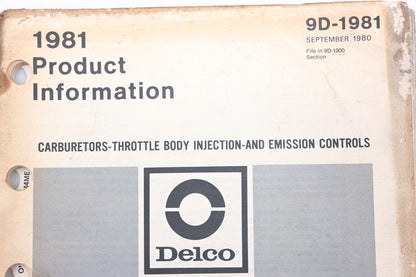 1981
Product
Information
9D-1981
SEPTEMBER 1980
File in 9D-1900
Section
CARBURETORS-THROTTLE BODY INJECTION-AND EMISSION CONTROLS
Delco
14ME